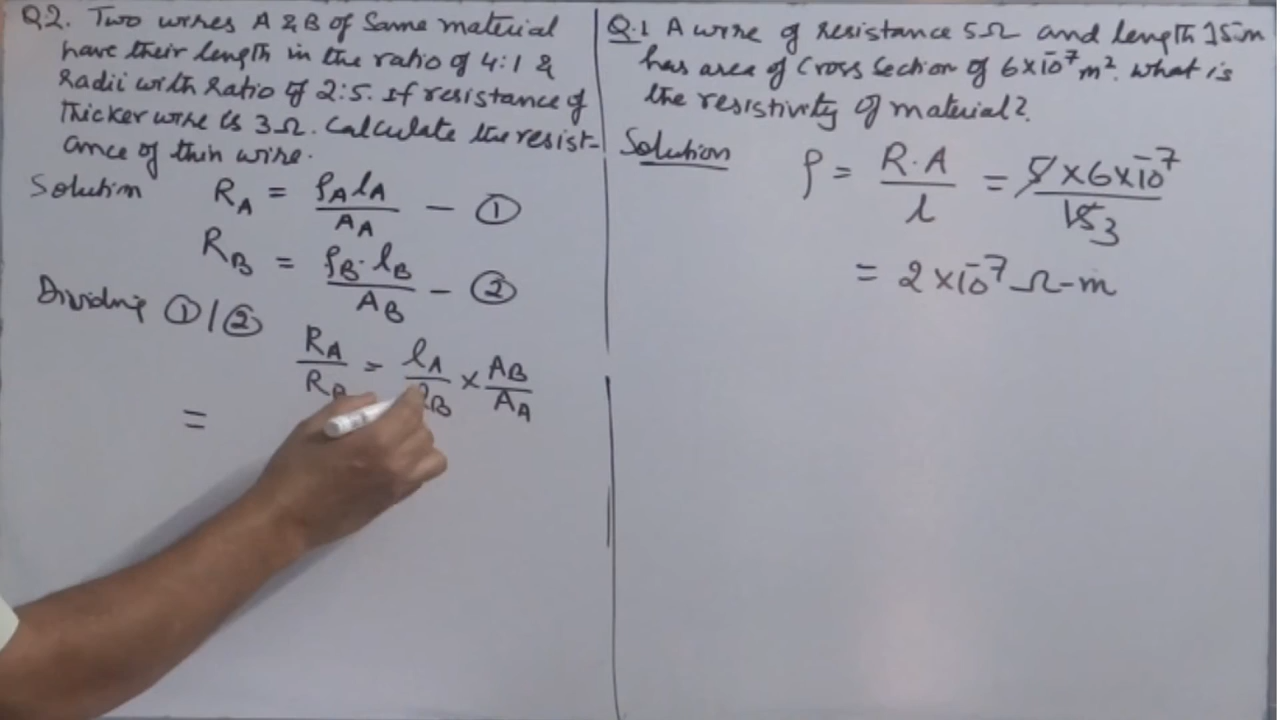 Q2. Two wires A & B of Same material
have their length in the ratio of 4:1 &
Radii with Ratio of 2:5. If resistance of
Thicker wire is 3Ω. Calculate the resist-
ance of thin wire.
Solution R_A = ρ_A l_A / A_A — ①
R_B = ρ_B · l_B / A_B — ②
Dividing ① / ②
R_A / R_B = l_A / l_B × A_B / A_A
=
Q.1 A wire of resistance 5Ω and length 15m
has area of Cross Section of 6×10⁻⁷ m². What is
the resistivity of material?
Solution ρ = R·A / l = 5 × 6 × 10⁻⁷ / 15 3
= 2 × 10⁻⁷ Ω-m